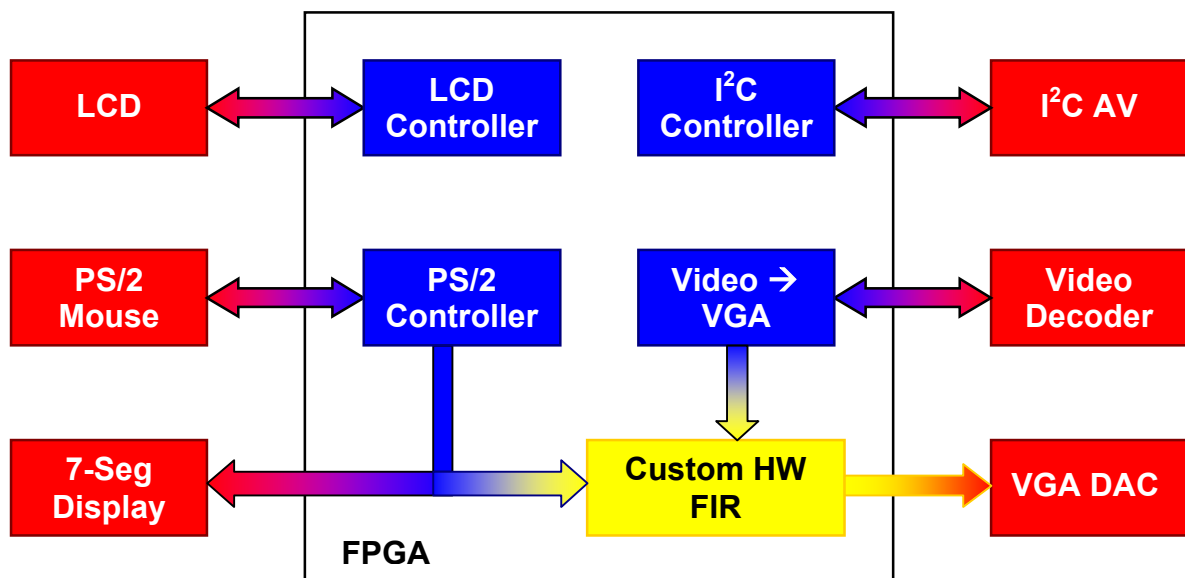 LCD
LCD
Controller
I²C
Controller
I²C AV
PS/2
Mouse
PS/2
Controller
Video →
VGA
Video
Decoder
7-Seg
Display
Custom HW
FIR
VGA DAC
FPGA